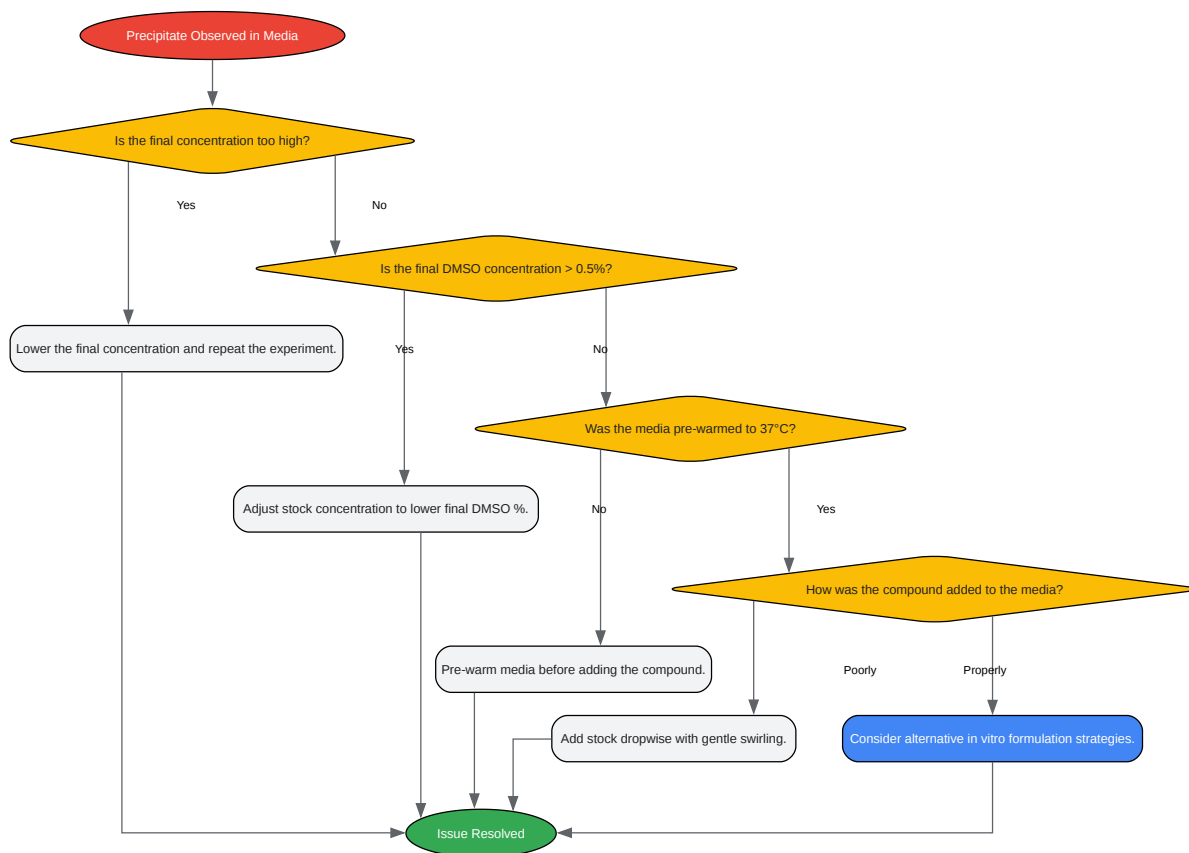 Precipitate Observed in Media
Is the final concentration too high?
Yes
No
Is the final DMSO concentration > 0.5%?
Lower the final concentration and repeat the experiment.
Yes
No
Was the media pre-warmed to 37°C?
Adjust stock concentration to lower final DMSO %.
No
Yes
How was the compound added to the media?
Pre-warm media before adding the compound.
Poorly
Properly
Add stock dropwise with gentle swirling.
Consider alternative in vitro formulation strategies.
Issue Resolved